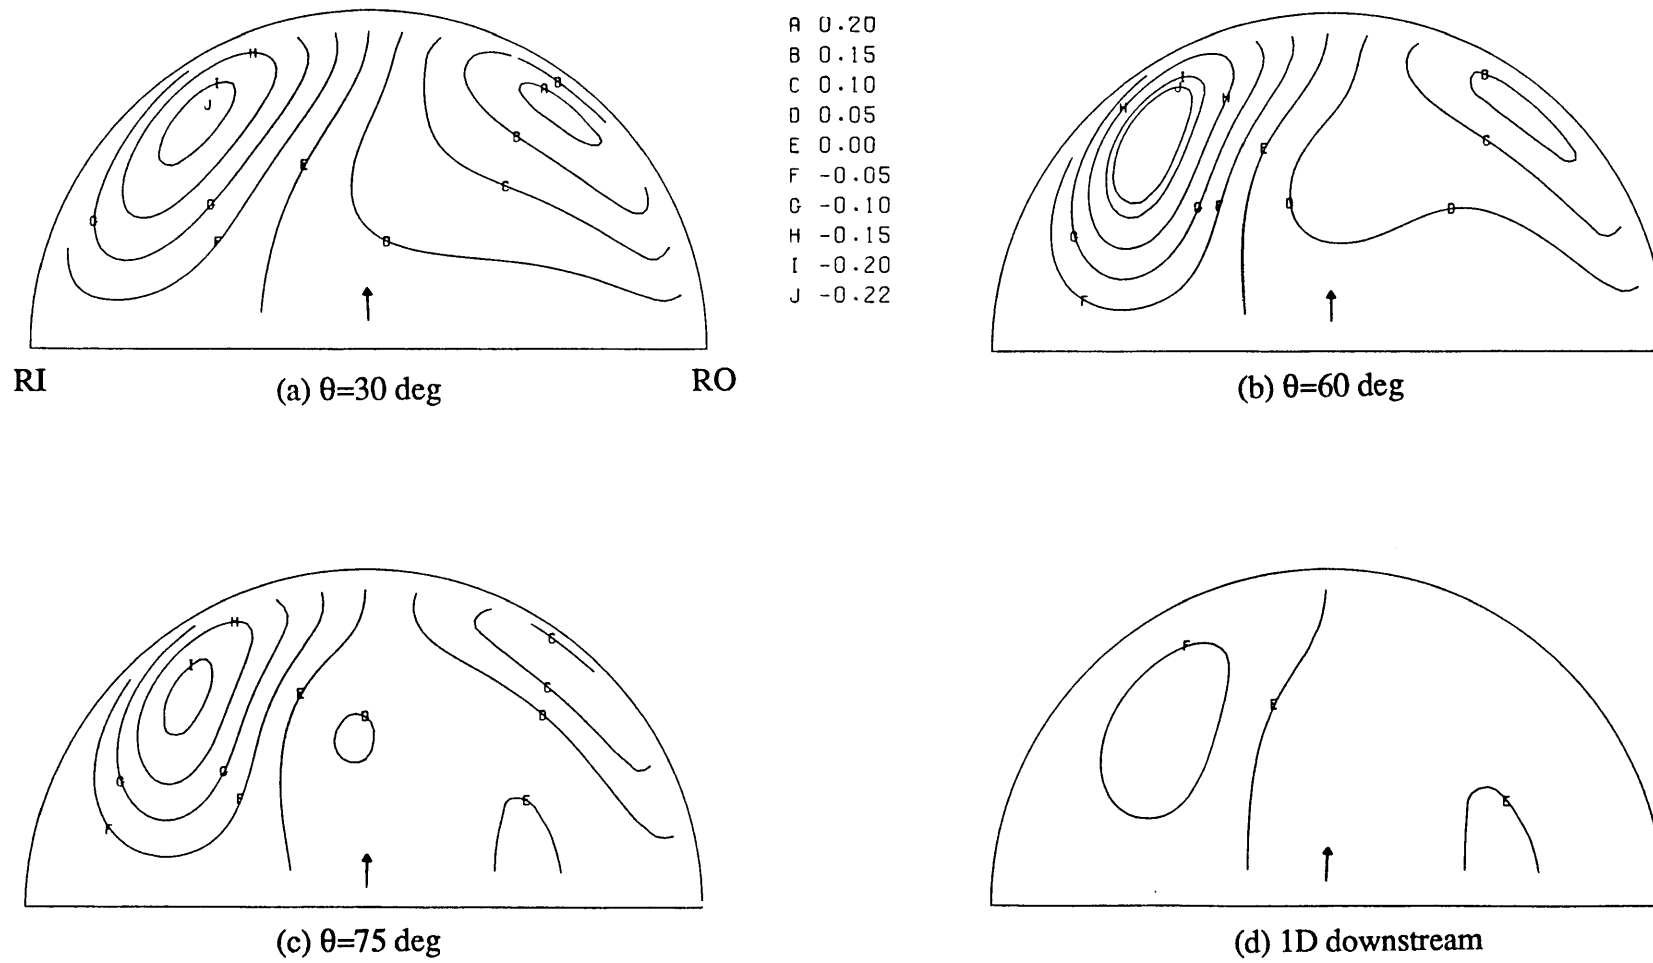 A 0.20
B 0.15
C 0.10
D 0.05
E 0.00
F -0.05
G -0.10
H -0.15
I -0.20
J -0.22
H
I
J
G
G
F
E
D
C
B
A
B
RI
(a) θ=30 deg
RO
I
J
H
H
E
G
F
G
F
D
D
C
B
(b) θ=60 deg
H
I
G
G
F
F
E
D
D
C
C
E
(c) θ=75 deg
F
E
E
(d) 1D downstream